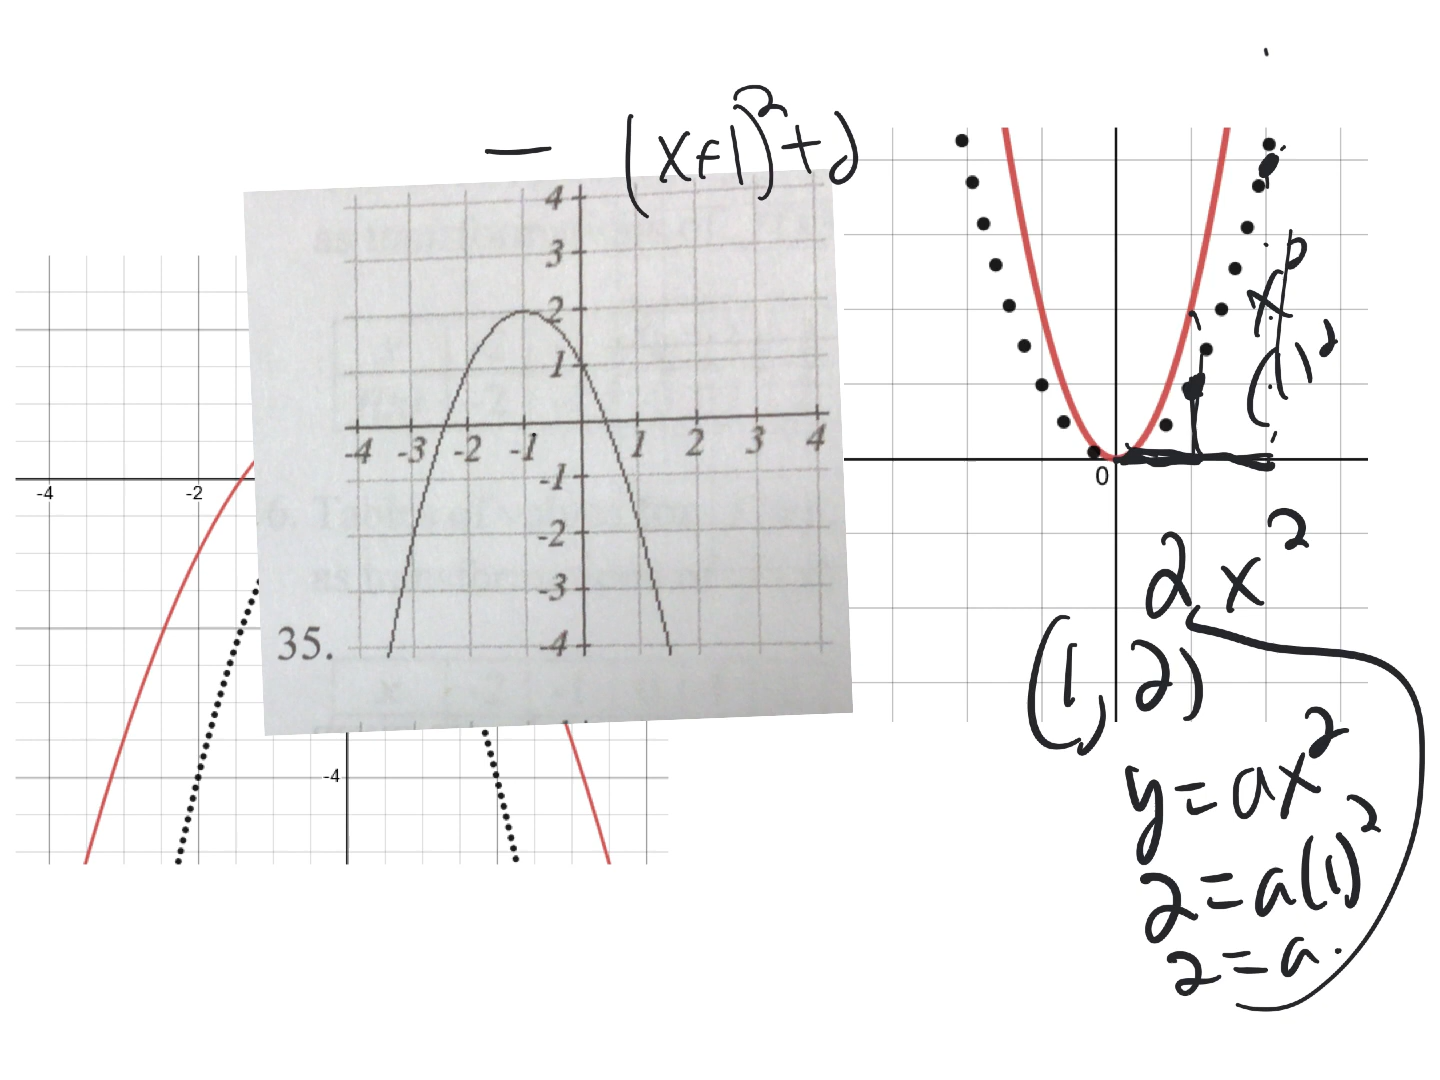 - (x+1)²+2
4
3
2
1
-4 -3 -2 -1 1 2 3 4
-1
-2
-3
35. -4
-4 -2
-4
0
2x²
(1, 2)
y=ax²
2=a(1)²
2=a.